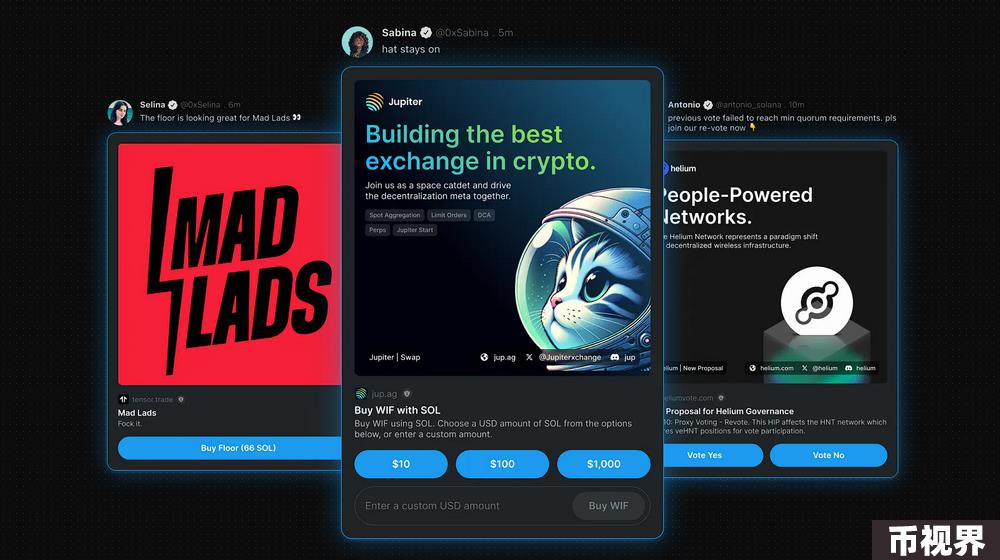 Sabina @0xSabina . 5m
hat stays on
Selina @0xSelina . 6m
The floor is looking great for Mad Lads 👀
MAD
LADS
tensor.trade
Mad Lads
Fock it.
Buy Floor (66 SOL)
Jupiter
Building the best
exchange in crypto.
Join us as a space catdet and drive
the decentralization meta together.
Spot Aggregation Limit Orders DCA
Perps Jupiter Start
Jupiter | Swap jup.ag @Jupiterxchange jup
jup.ag
Buy WIF with SOL
Buy WIF using SOL. Choose a USD amount of SOL from the options
below, or enter a custom amount.
$10 $100 $1,000
Enter a custom USD amount Buy WIF
Antonio @antonio_solana . 10m
previous vote failed to reach min quorum requirements. pls
join our re-vote now 👇
helium
People-Powered
Networks.
Helium Network represents a paradigm shift
decentralized wireless infrastructure.
elium | New Proposal helium.com @helium helium
heliumvote.com
Proposal for Helium Governance
10: Proxy Voting - Revote. This HIP affects the HNT network which
res veHNT positions for vote participation.
Vote Yes Vote No
币视界